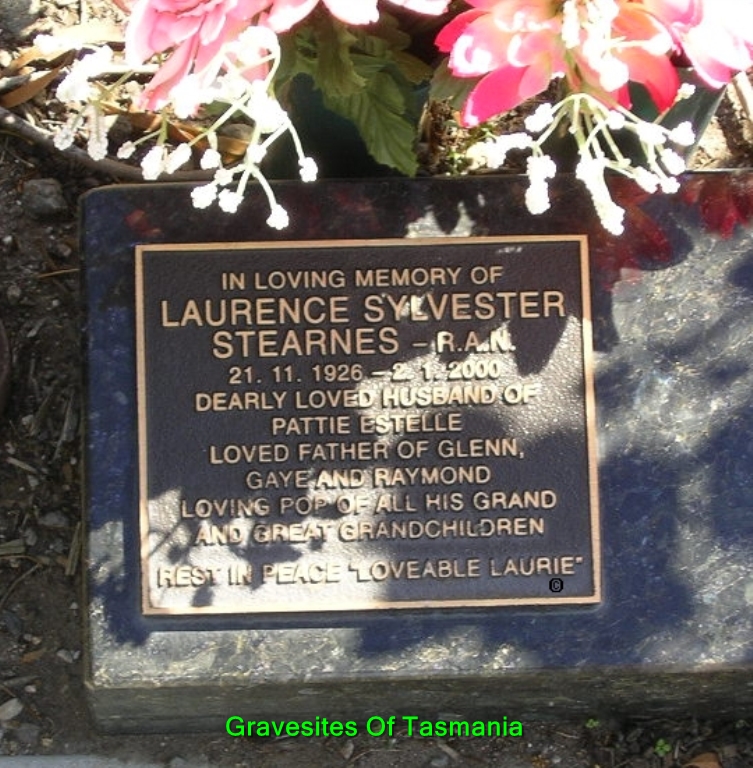 IN LOVING MEMORY OF
LAURENCE SYLVESTER
STEARNES – R.A.N.
21. 11. 1926 – 2. 1. 2000
DEARLY LOVED HUSBAND OF
PATTIE ESTELLE
LOVED FATHER OF GLENN,
GAYE AND RAYMOND
LOVING POP OF ALL HIS GRAND
AND GREAT GRANDCHILDREN
REST IN PEACE "LOVEABLE LAURIE"
©
Gravesites Of Tasmania